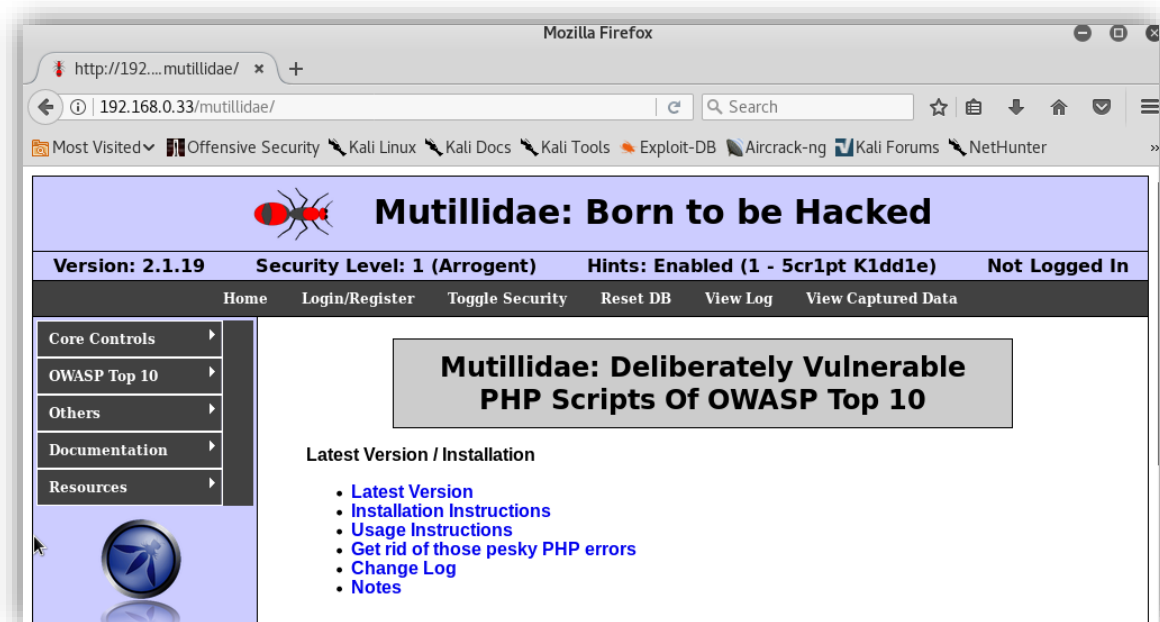 Mozilla Firefox
http://192....mutillidae/
192.168.0.33/mutillidae/ Search
Most Visited Offensive Security Kali Linux Kali Docs Kali Tools Exploit-DB Aircrack-ng Kali Forums NetHunter »
Mutillidae: Born to be Hacked
Version: 2.1.19 Security Level: 1 (Arrogent) Hints: Enabled (1 - 5cr1pt K1dd1e) Not Logged In
Home Login/Register Toggle Security Reset DB View Log View Captured Data
Core Controls
OWASP Top 10
Others
Documentation
Resources
Mutillidae: Deliberately Vulnerable
PHP Scripts Of OWASP Top 10
Latest Version / Installation
• Latest Version
• Installation Instructions
• Usage Instructions
• Get rid of those pesky PHP errors
• Change Log
• Notes